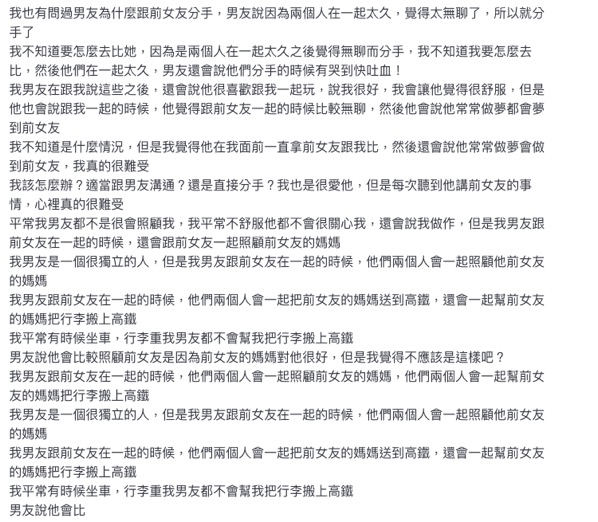 我也有問過男友為什麼跟前女友分手，男友說因為兩個人在一起太久，覺得太無聊了，所以就分
手了
我不知道要怎麼去比她，因為是兩個人在一起太久之後覺得無聊而分手，我不知道我要怎麼去
比，然後他們在一起太久，男友還會說他們分手的時候有哭到快吐血！
我男友在跟我說這些之後，還會說他很喜歡跟我一起玩，說我很好，我會讓他覺得很舒服，但是
他也會說跟我一起的時候，他覺得跟前女友一起的時候比較無聊，然後他會說他常常做夢都會夢
到前女友
我不知道是什麼情況，但是我覺得他在我面前一直拿前女友跟我比，然後還會說他常常做夢會做
到前女友，我真的很難受
我該怎麼辦？適當跟男友溝通？還是直接分手？我也是很愛他，但是每次聽到他講前女友的事
情，心裡真的很難受
平常我男友都不是很會照顧我，我平常不舒服他都不會很關心我，還會說我做作，但是我男友跟
前女友在一起的時候，還會跟前女友一起照顧前女友的媽媽
我男友是一個很獨立的人，但是我男友跟前女友在一起的時候，他們兩個人會一起照顧他前女友
的媽媽
我男友跟前女友在一起的時候，他們兩個人會一起把前女友的媽媽送到高鐵，還會一起幫前女友
的媽媽把行李搬上高鐵
我平常有時候坐車，行李重我男友都不會幫我把行李搬上高鐵
男友說他會比較照顧前女友是因為前女友的媽媽對他很好，但是我覺得不應該是這樣吧？
我男友跟前女友在一起的時候，他們兩個人會一起照顧前女友的媽媽，他們兩個人會一起幫前女
友的媽媽把行李搬上高鐵
我男友是一個很獨立的人，但是我男友跟前女友在一起的時候，他們兩個人會一起照顧他前女友
的媽媽
我男友跟前女友在一起的時候，他們兩個人會一起把前女友的媽媽送到高鐵，還會一起幫前女友
的媽媽把行李搬上高鐵
我平常有時候坐車，行李重我男友都不會幫我把行李搬上高鐵
男友說他會比